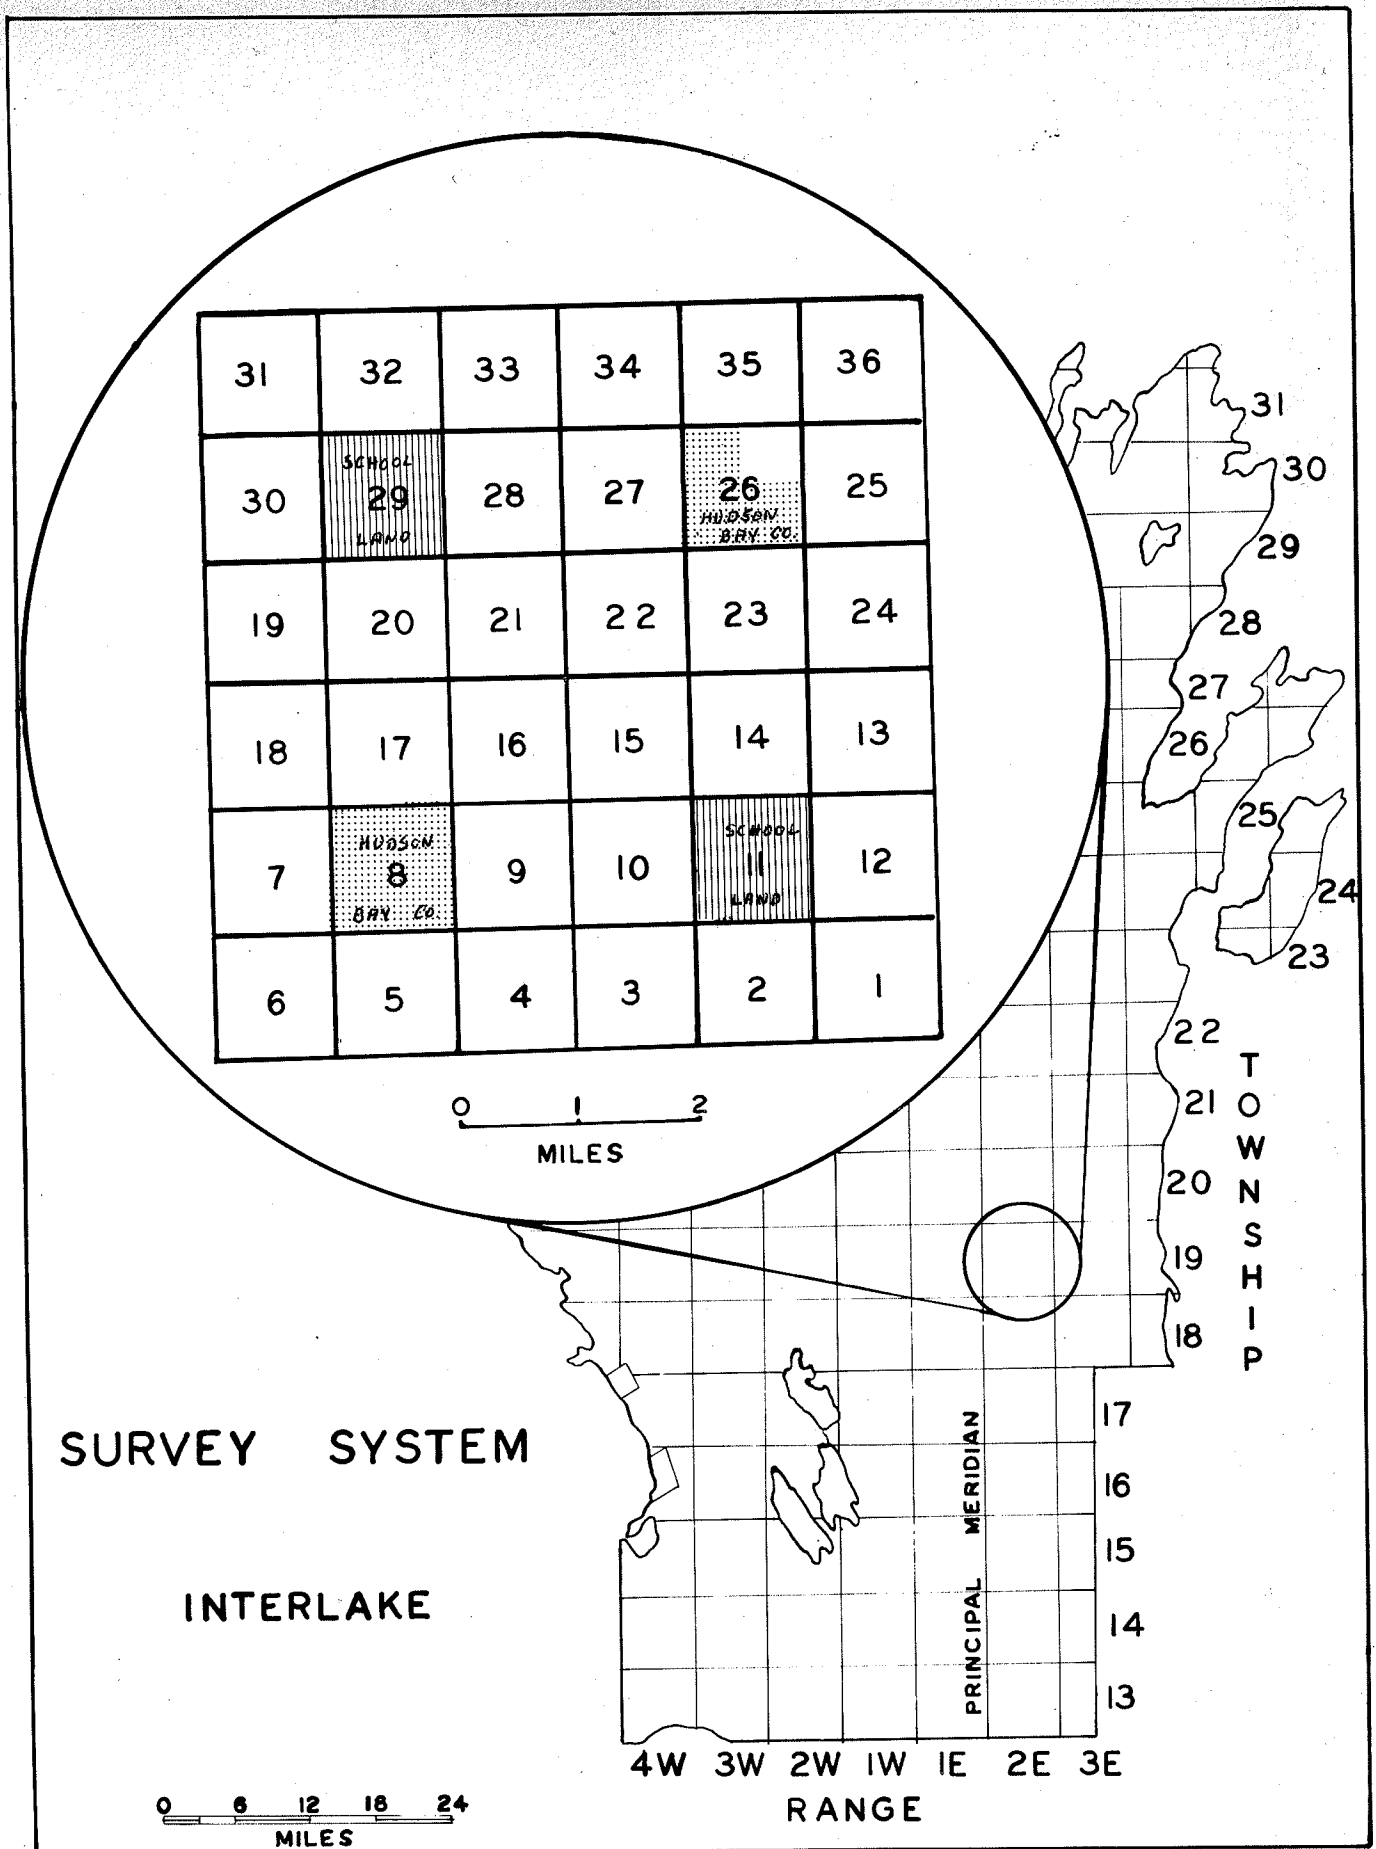 31 32 33 34 35 36
SCHOOL
30 29 28 27 26 25
LAND
HUDSON
BAY CO.
19 20 21 22 23 24
18 17 16 15 14 13
HUDSON
SCHOOL
7 8 9 10 11 12
BAY CO.
LAND
6 5 4 3 2 1
0 1 2
MILES
31
30
29
28
27
26
25
24
23
22
21
20
19
18
17
16
15
14
13
TOWNSHIP
PRINCIPAL MERIDIAN
SURVEY SYSTEM
INTERLAKE
4W 3W 2W 1W 1E 2E 3E
RANGE
0 6 12 18 24
MILES